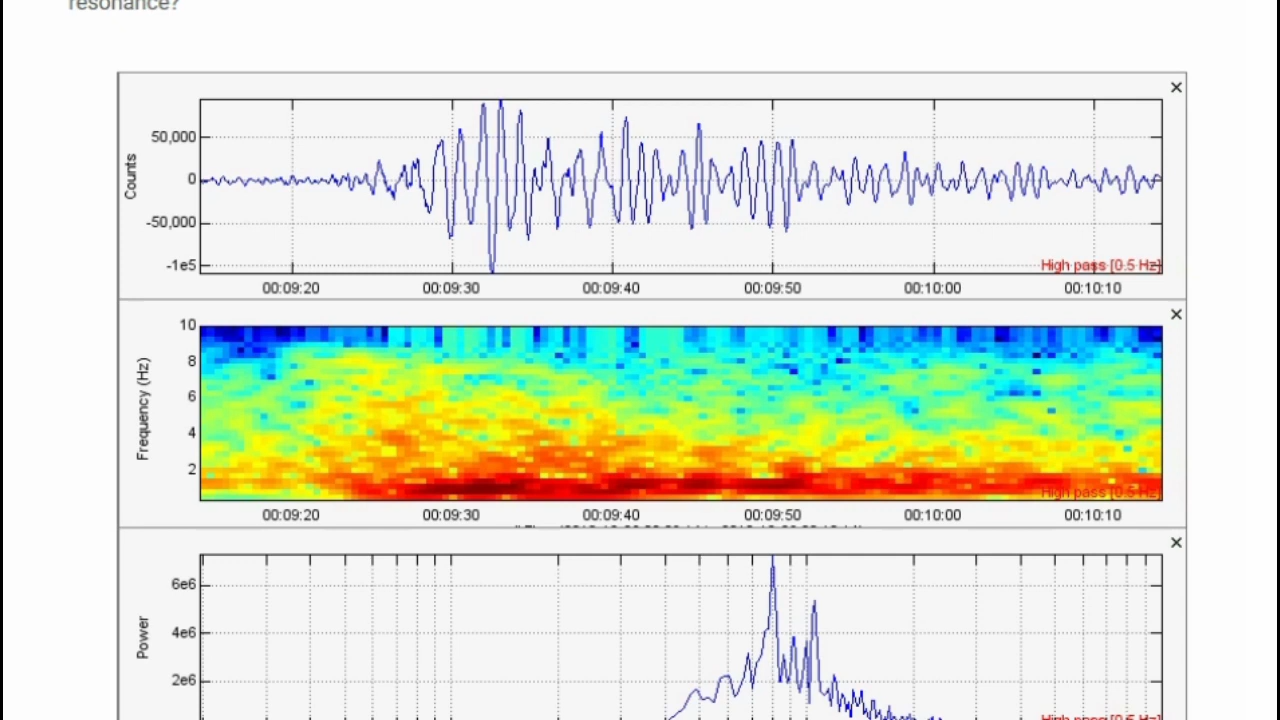 resonance?
50,000
0
-50,000
-1e5
Counts
High pass [0.5 Hz]
00:09:20 00:09:30 00:09:40 00:09:50 00:10:00 00:10:10
10
8
6
4
2
Frequency (Hz)
High pass [0.5 Hz]
00:09:20 00:09:30 00:09:40 00:09:50 00:10:00 00:10:10
6e6
4e6
2e6
Power
High pass [0.5 Hz]